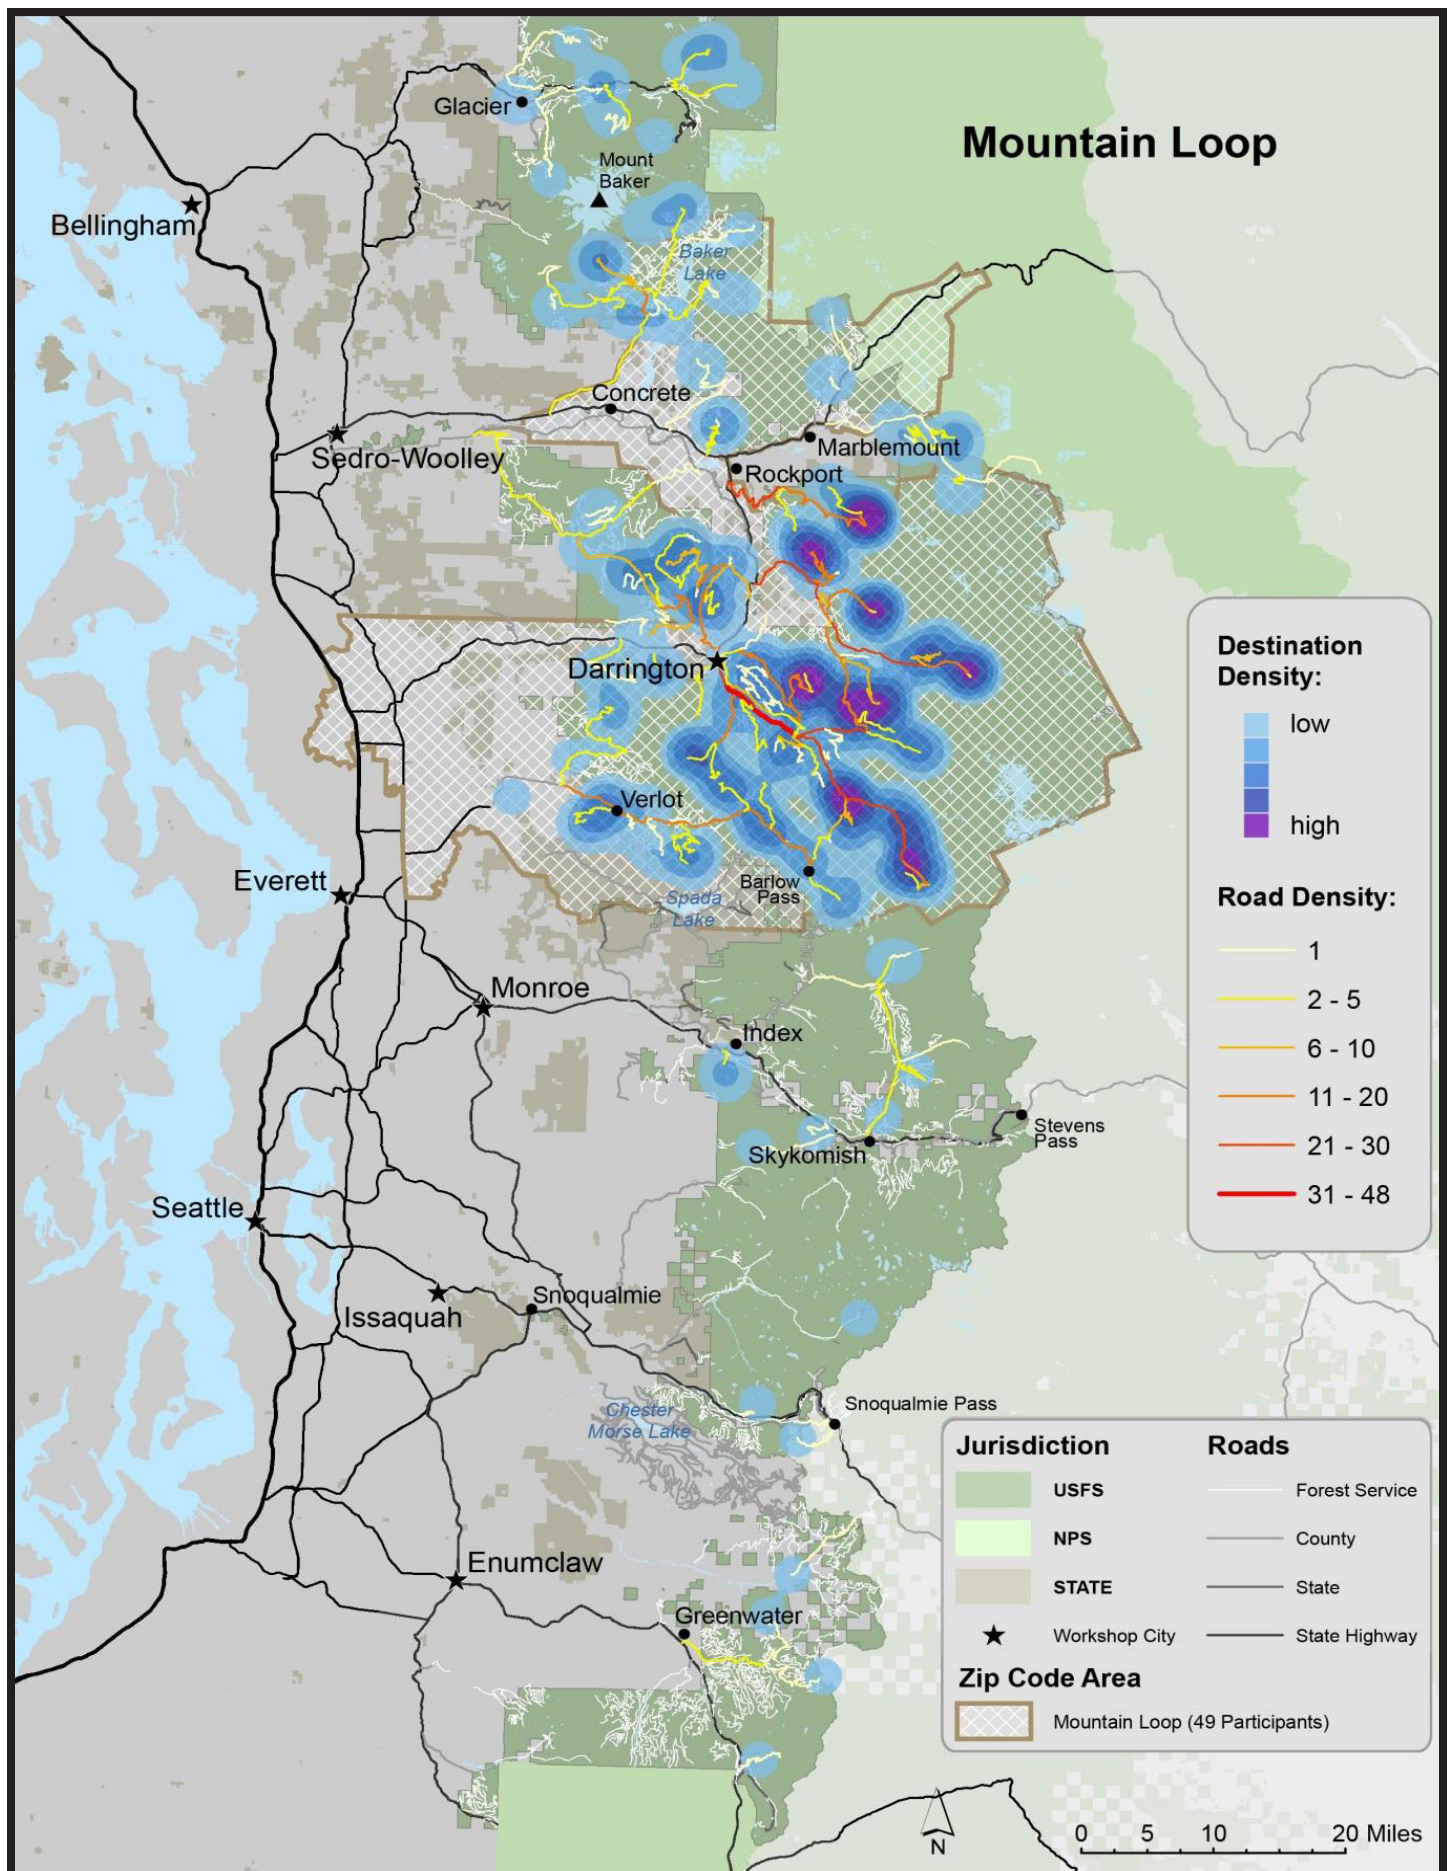 Mountain Loop
Glacier
Mount
Baker
Bellingham
Baker
Lake
Concrete
Sedro-Woolley
Marblemount
Rockport
Darrington
Verlot
Everett
Barlow
Pass
Spada
Lake
Monroe
Index
Stevens
Pass
Skykomish
Seattle
Issaquah
Snoqualmie
Snoqualmie Pass
Chester
Morse Lake
Enumclaw
Greenwater
Destination
Density:
low
high
Road Density:
1
2 - 5
6 - 10
11 - 20
21 - 30
31 - 48
Jurisdiction
USFS
NPS
STATE
Workshop City
Roads
Forest Service
County
State
State Highway
Zip Code Area
Mountain Loop (49 Participants)
N
0 5 10 20 Miles